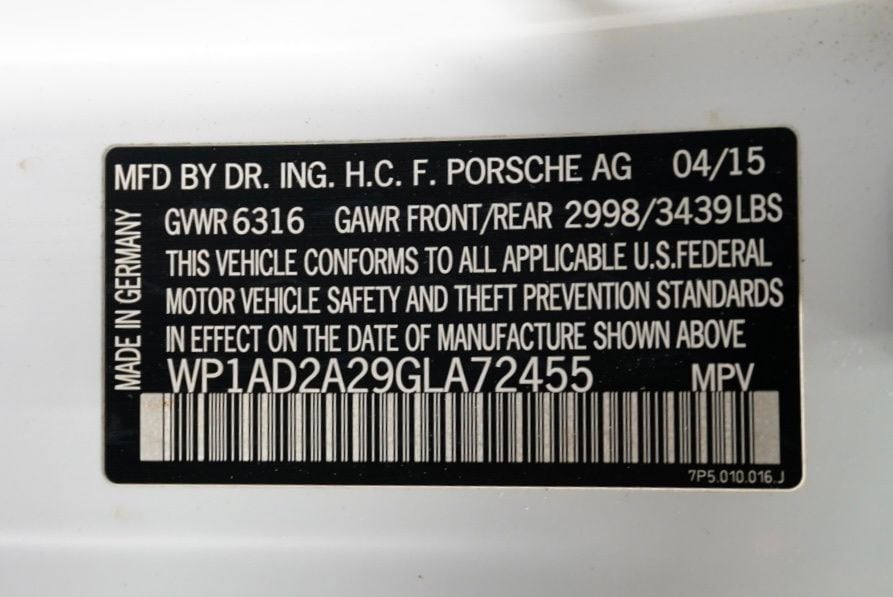 MFD BY DR. ING. H.C. F. PORSCHE AG 04/15
GVWR 6316 GAWR FRONT/REAR 2998/3439 LBS
THIS VEHICLE CONFORMS TO ALL APPLICABLE U.S.FEDERAL
MOTOR VEHICLE SAFETY AND THEFT PREVENTION STANDARDS
IN EFFECT ON THE DATE OF MANUFACTURE SHOWN ABOVE
WP1AD2A29GLA72455 MPV
7P5.010.016.J
MADE IN GERMANY